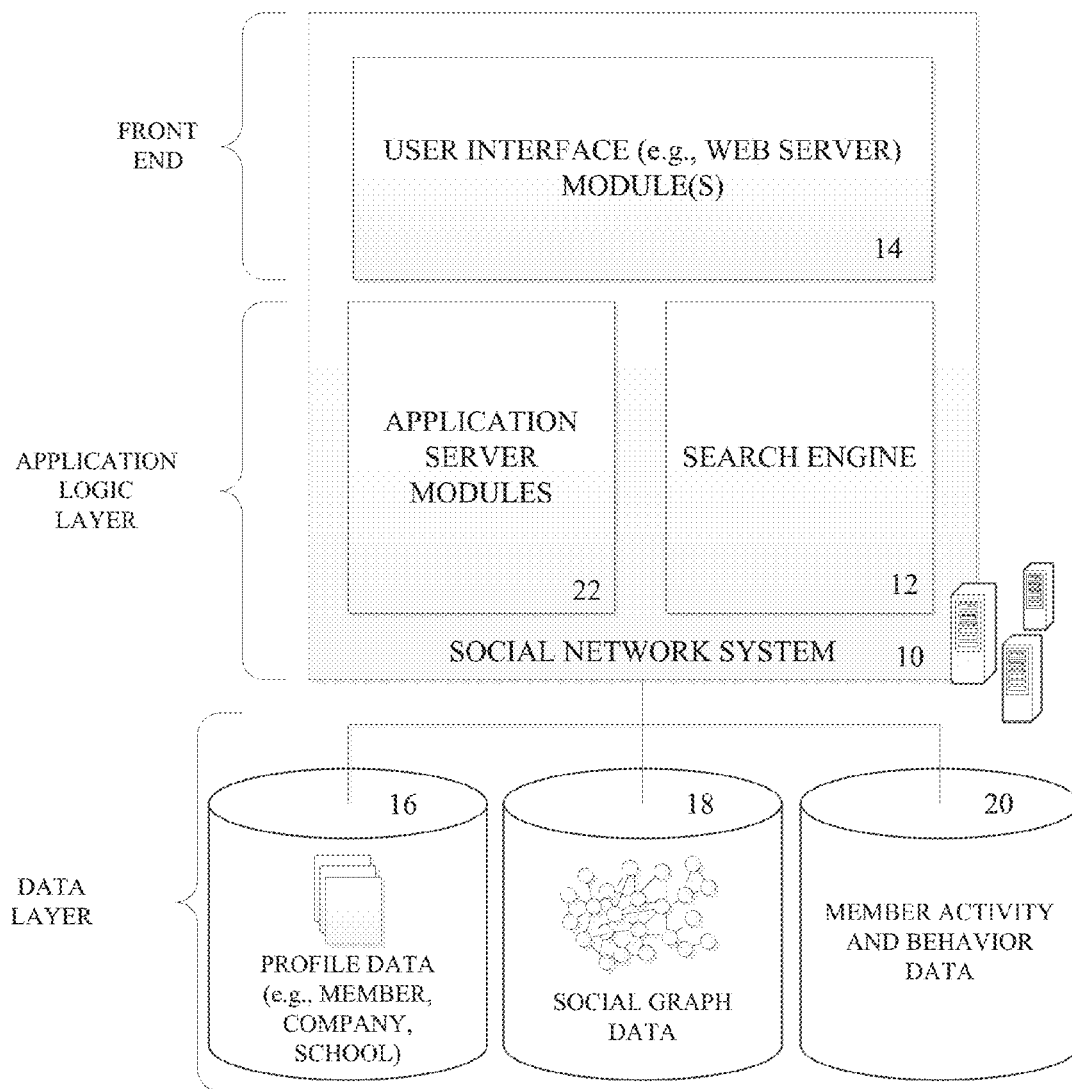 FRONT
END
USER INTERFACE (e.g., WEB SERVER)
MODULE(S)
14
APPLICATION
LOGIC
LAYER
APPLICATION
SERVER
MODULES
22
SEARCH ENGINE
12
SOCIAL NETWORK SYSTEM
10
DATA
LAYER
16
PROFILE DATA
(e.g., MEMBER,
COMPANY,
SCHOOL)
18
SOCIAL GRAPH
DATA
20
MEMBER ACTIVITY
AND BEHAVIOR
DATA